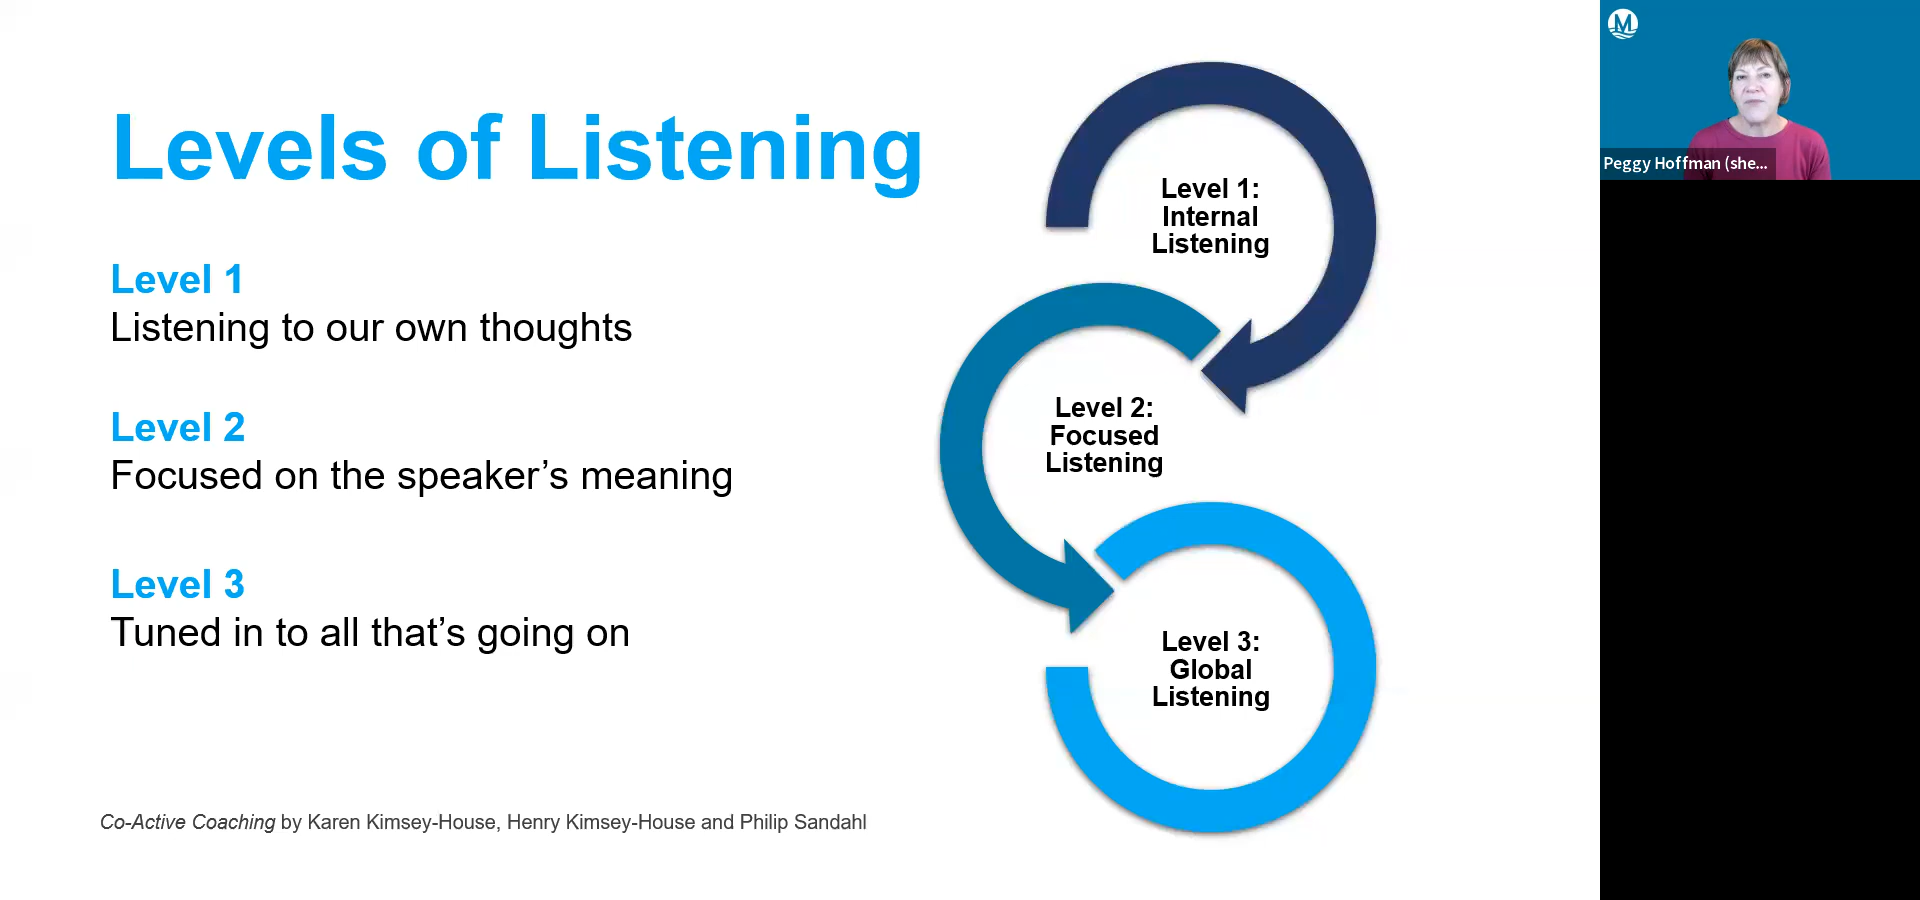 Levels of Listening
Level 1
Listening to our own thoughts
Level 2
Focused on the speaker’s meaning
Level 3
Tuned in to all that’s going on
Co-Active Coaching by Karen Kimsey-House, Henry Kimsey-House and Philip Sandahl
Level 1:
Internal
Listening
Level 2:
Focused
Listening
Level 3:
Global
Listening
M
Peggy Hoffman (she...